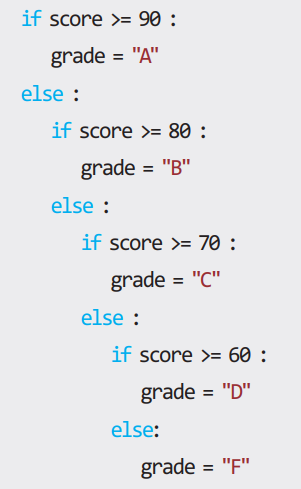 if score >= 90 :
    grade = "A"
else :
    if score >= 80 :
        grade = "B"
    else :
        if score >= 70 :
            grade = "C"
        else :
            if score >= 60 :
                grade = "D"
            else:
                grade = "F"